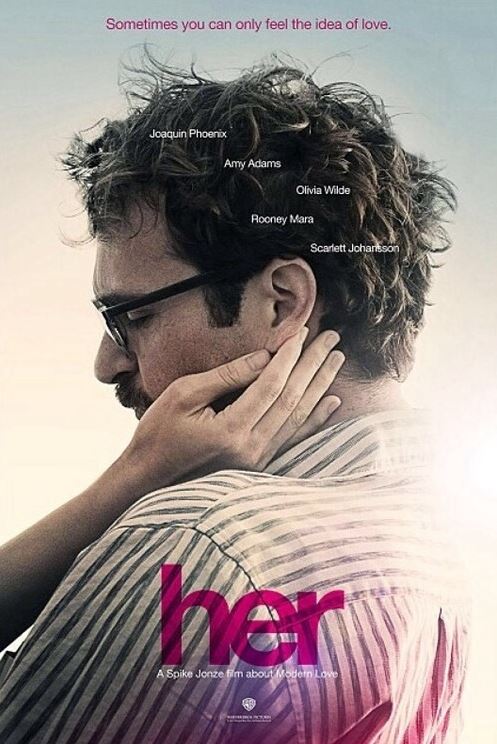 Sometimes you can only feel the idea of love.
Joaquin Phoenix
Amy Adams
Olivia Wilde
Rooney Mara
Scarlett Johansson
her
A Spike Jonze film about Modern Love